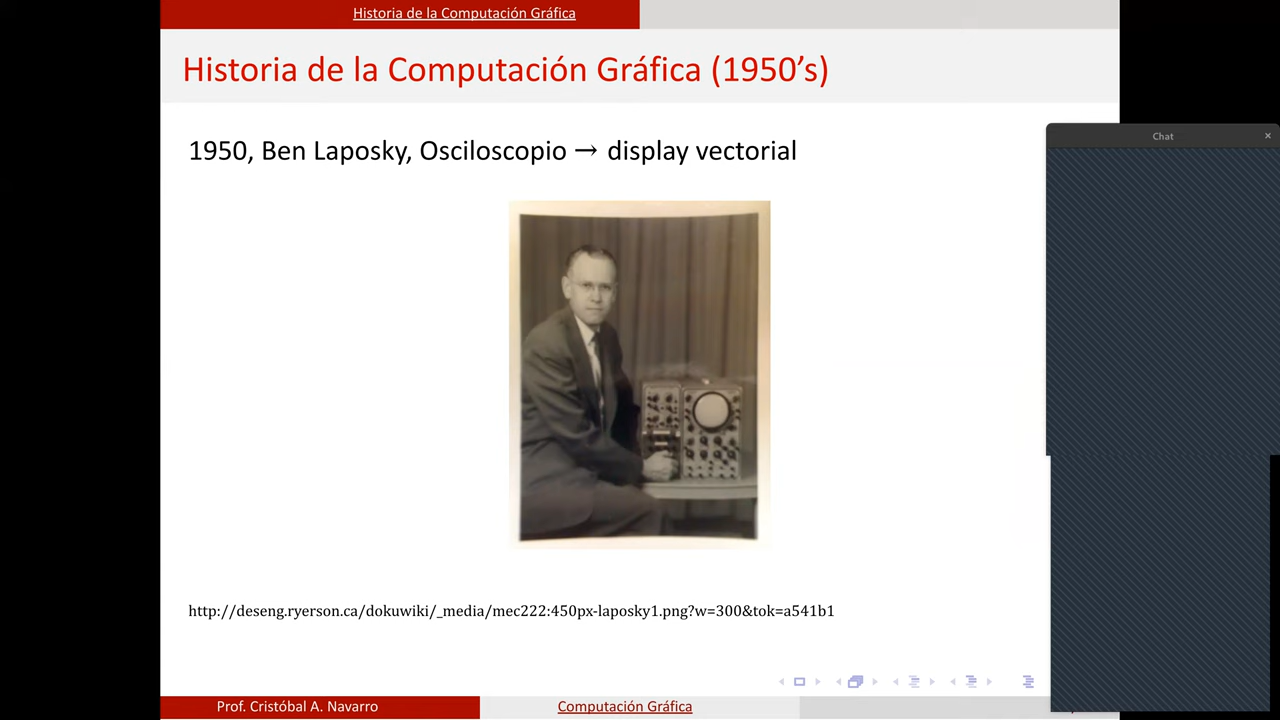 Historia de la Computación Gráfica
Historia de la Computación Gráfica (1950’s)
1950, Ben Laposky, Osciloscopio → display vectorial
Chat
http://deseng.ryerson.ca/dokuwiki/_media/mec222:450px-laposky1.png?w=300&tok=a541b1
Prof. Cristóbal A. Navarro
Computación Gráfica